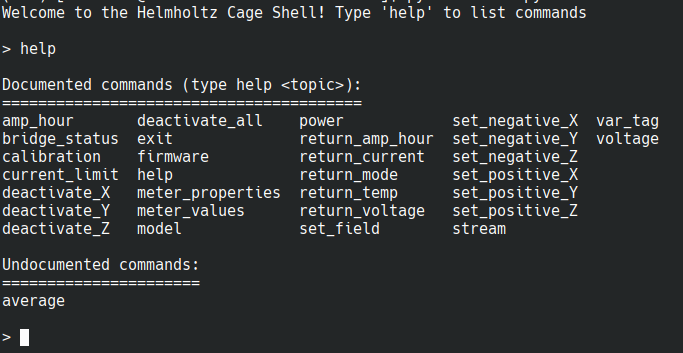 Welcome to the Helmholtz Cage Shell! Type 'help' to list commands
> help
Documented commands (type help <topic>):
========================================
amp_hour       deactivate_all    power            set_negative_X  var_tag
bridge_status  exit              return_amp_hour  set_negative_Y  voltage
calibration    firmware          return_current   set_negative_Z
current_limit  help              return_mode      set_positive_X
deactivate_X   meter_properties  return_temp      set_positive_Y
deactivate_Y   meter_values      return_voltage   set_positive_Z
deactivate_Z   model             set_field        stream
Undocumented commands:
======================
average
>